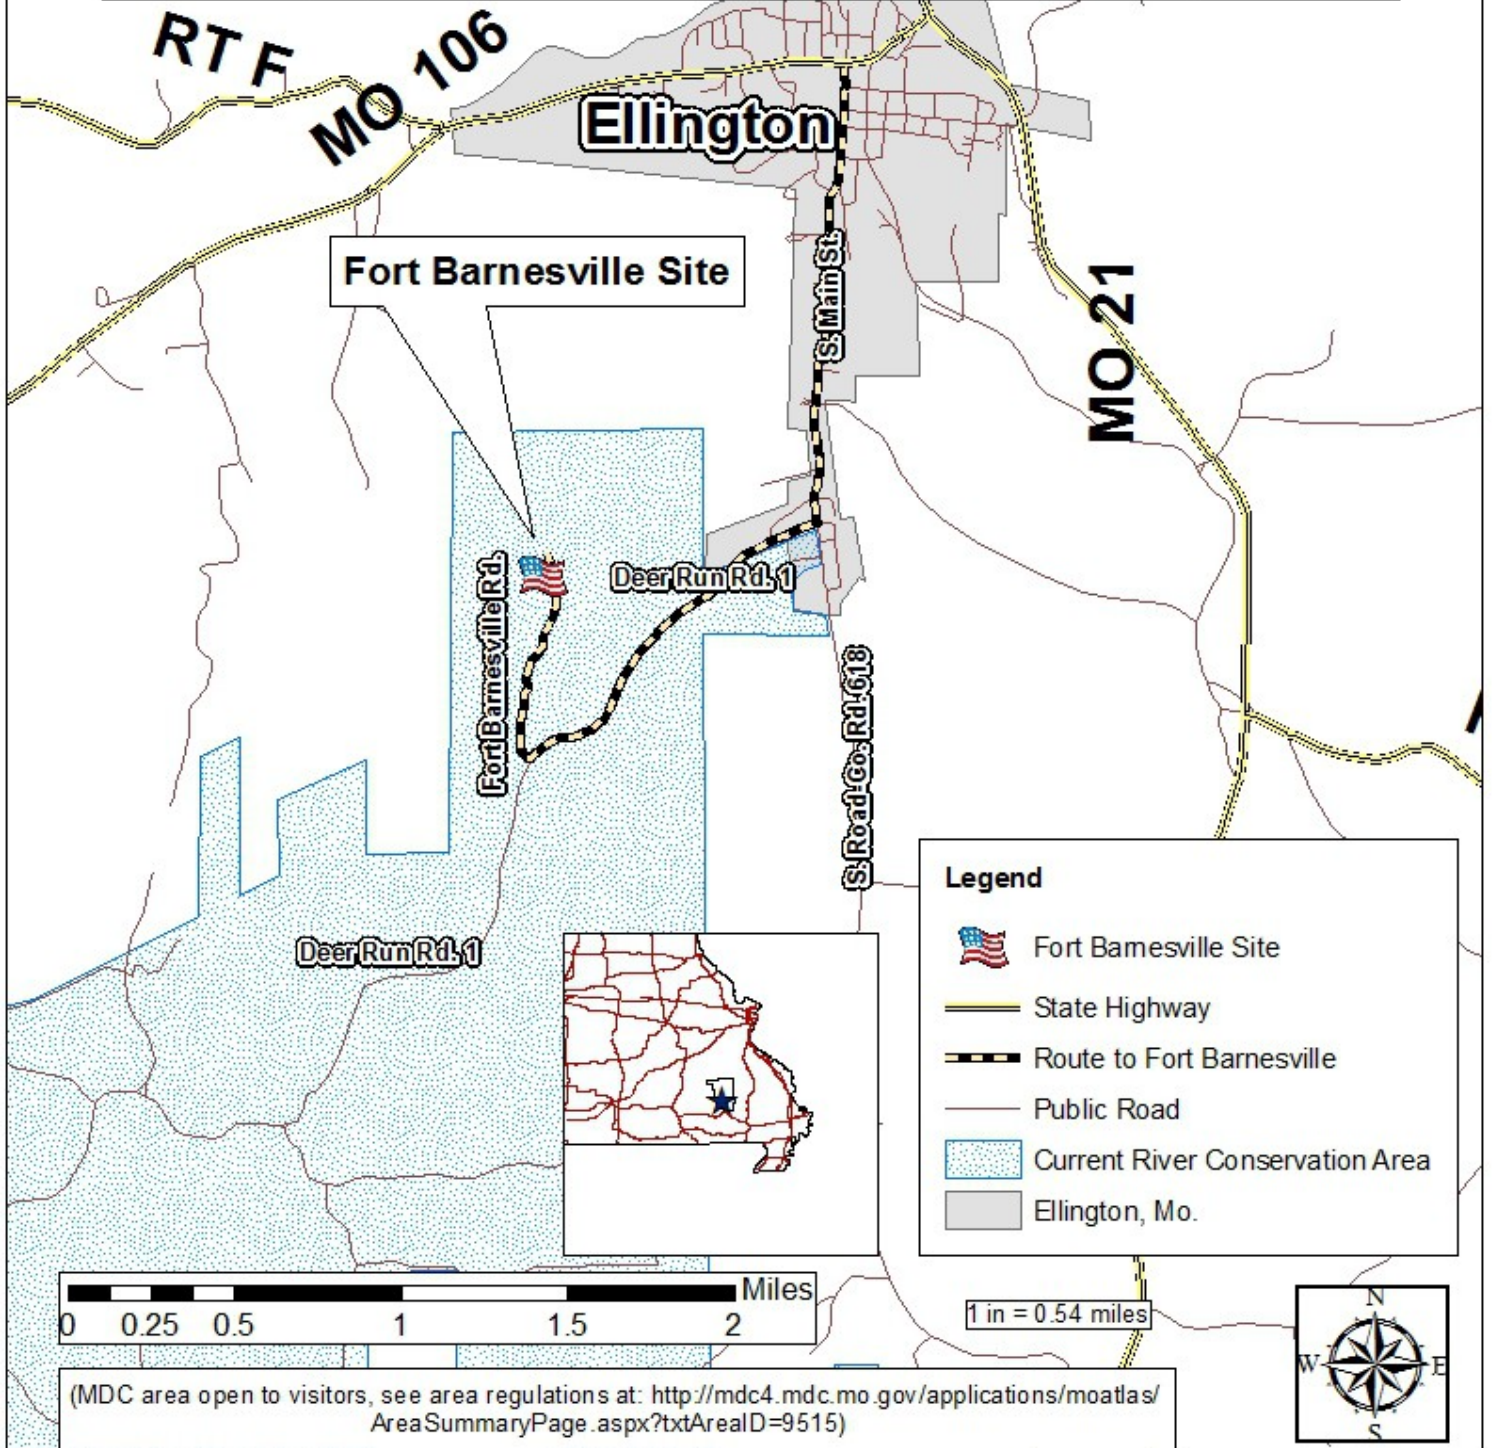 RT F
MO 106
Ellington
Fort Barnesville Site
S. Main St.
MO 21
Deer Run Rd. 1
Fort Barnesville Rd.
S. Road Co. Rd. 618
Deer Run Rd. 1
Legend
Fort Barnesville Site
State Highway
Route to Fort Barnesville
Public Road
Current River Conservation Area
Ellington, Mo.
Miles
0 0.25 0.5 1 1.5 2
1 in = 0.54 miles
N
W E
S
(MDC area open to visitors, see area regulations at: http://mdc4.mdc.mo.gov/applications/moatlas/
AreaSummaryPage.aspx?txtAreaID=9515)